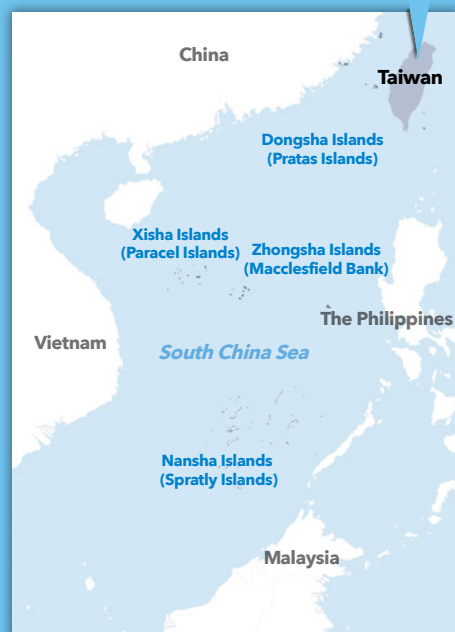 China
Taiwan
Dongsha Islands
(Pratas Islands)
Xisha Islands
(Paracel Islands)
Zhongsha Islands
(Macclesfield Bank)
The Philippines
Vietnam
South China Sea
Nansha Islands
(Spratly Islands)
Malaysia